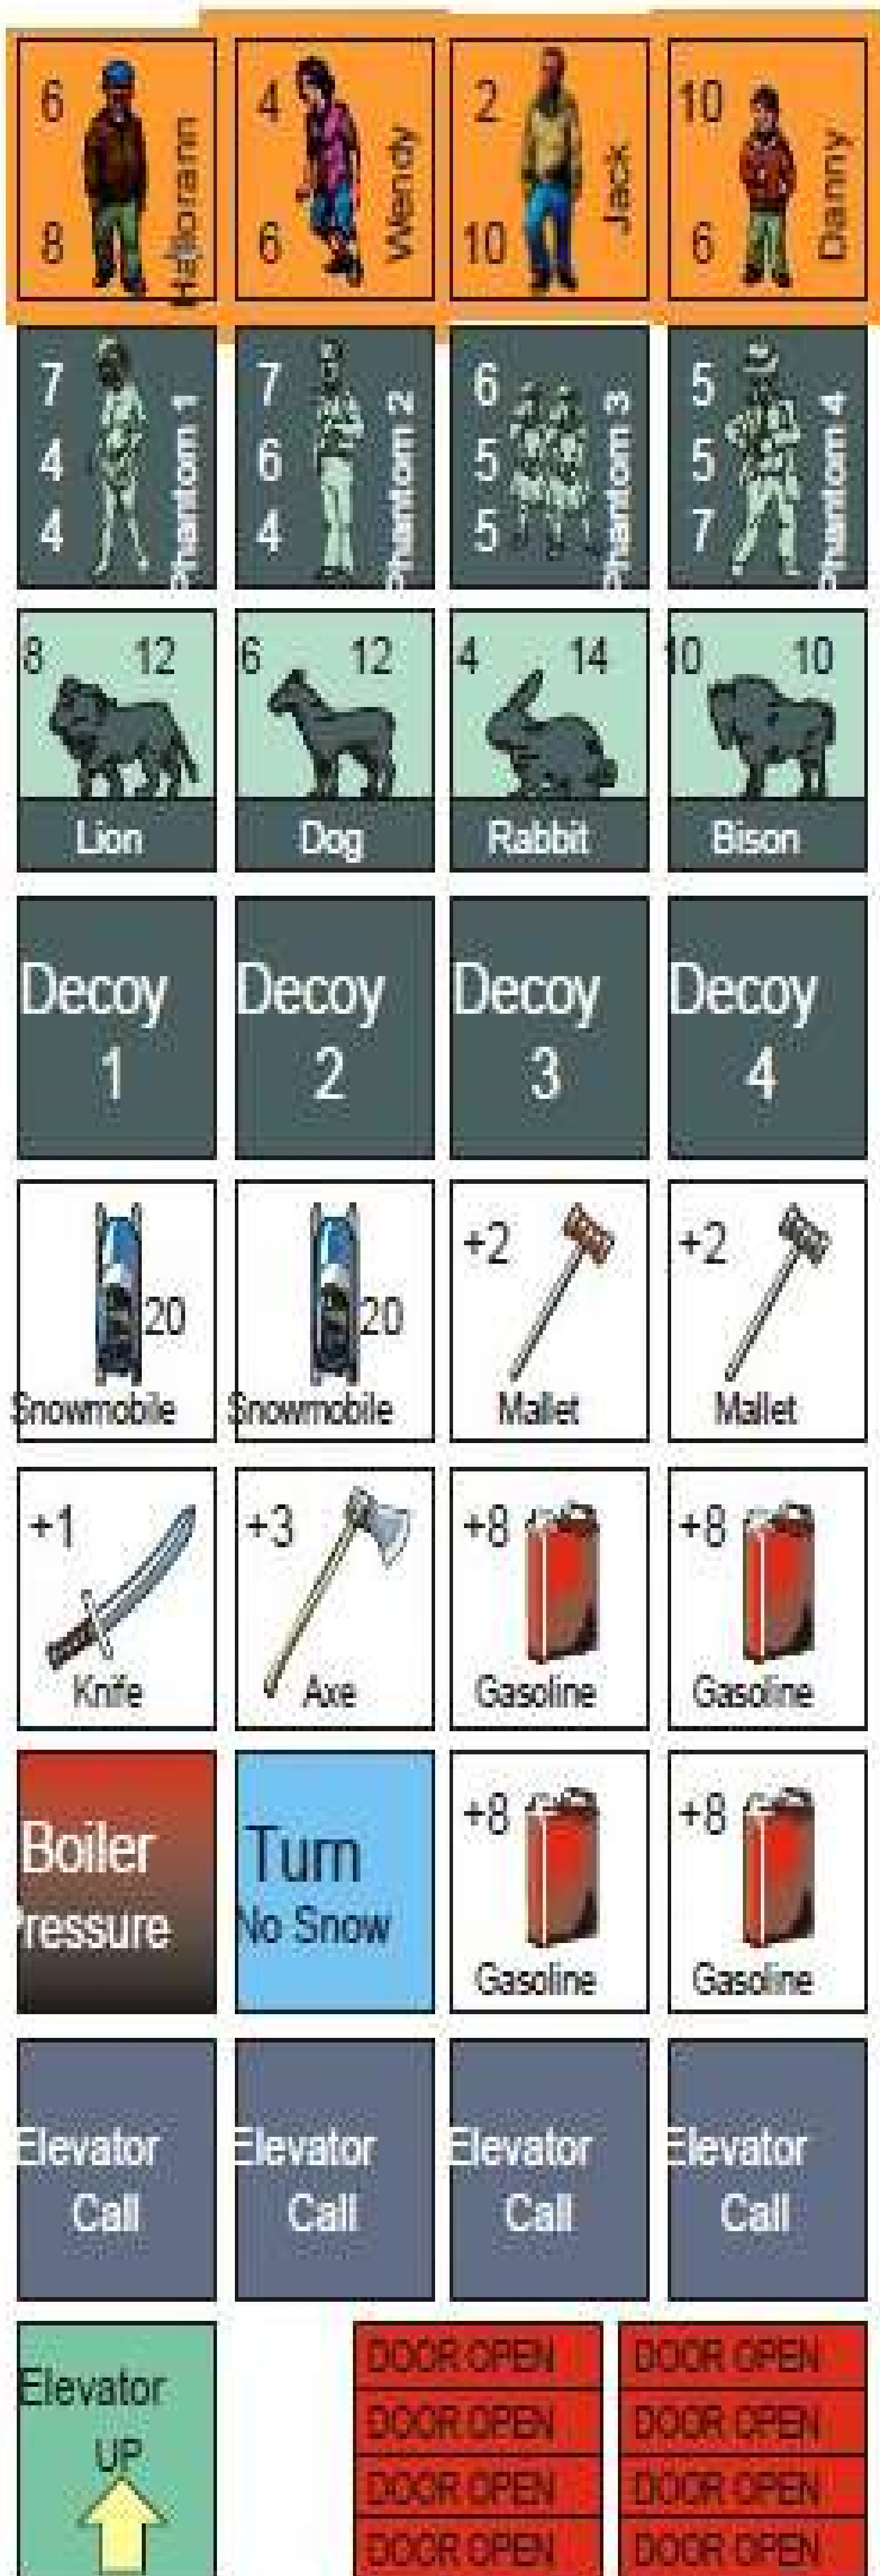 6
8
Hallorann
4
6
Wendy
2
10
Jack
10
6
Danny
7
4
4
Phantom 1
7
6
4
Phantom 2
6
5
5
Phantom 3
5
5
7
Phantom 4
8 12
Lion
6 12
Dog
4 14
Rabbit
10 10
Bison
Decoy
1
Decoy
2
Decoy
3
Decoy
4
20
Snowmobile
20
Snowmobile
+2
Mallet
+2
Mallet
+1
Knife
+3
Axe
+8
Gasoline
+8
Gasoline
Boiler
Pressure
Turn
No Snow
+8
Gasoline
+8
Gasoline
Elevator
Call
Elevator
Call
Elevator
Call
Elevator
Call
Elevator
UP
DOOR OPEN
DOOR OPEN
DOOR OPEN
DOOR OPEN
DOOR OPEN
DOOR OPEN
DOOR OPEN
DOOR OPEN